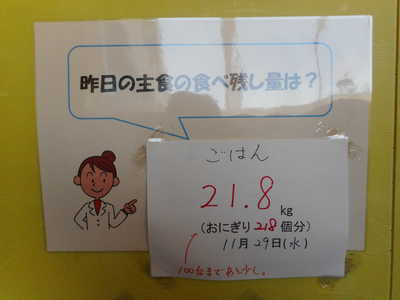 昨日の主食の食べ残し量は？
ごはん
21.8 kg
(おにぎり218個分)
11月29日(水)
100台まであと少し。